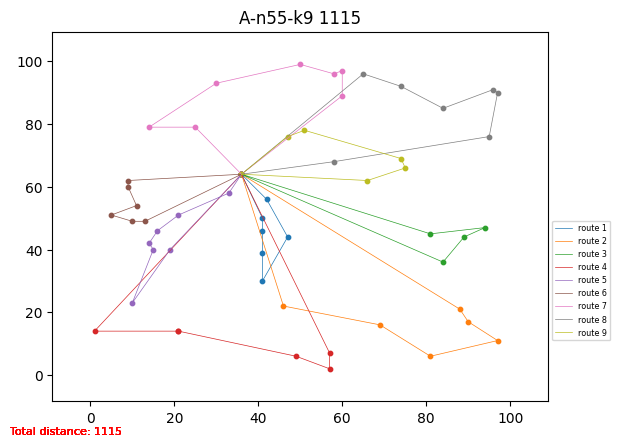 A-n55-k9 1115
100
80
60
40
20
0
0 20 40 60 80 100
route 1
route 2
route 3
route 4
route 5
route 6
route 7
route 8
route 9
Total distance: 1115